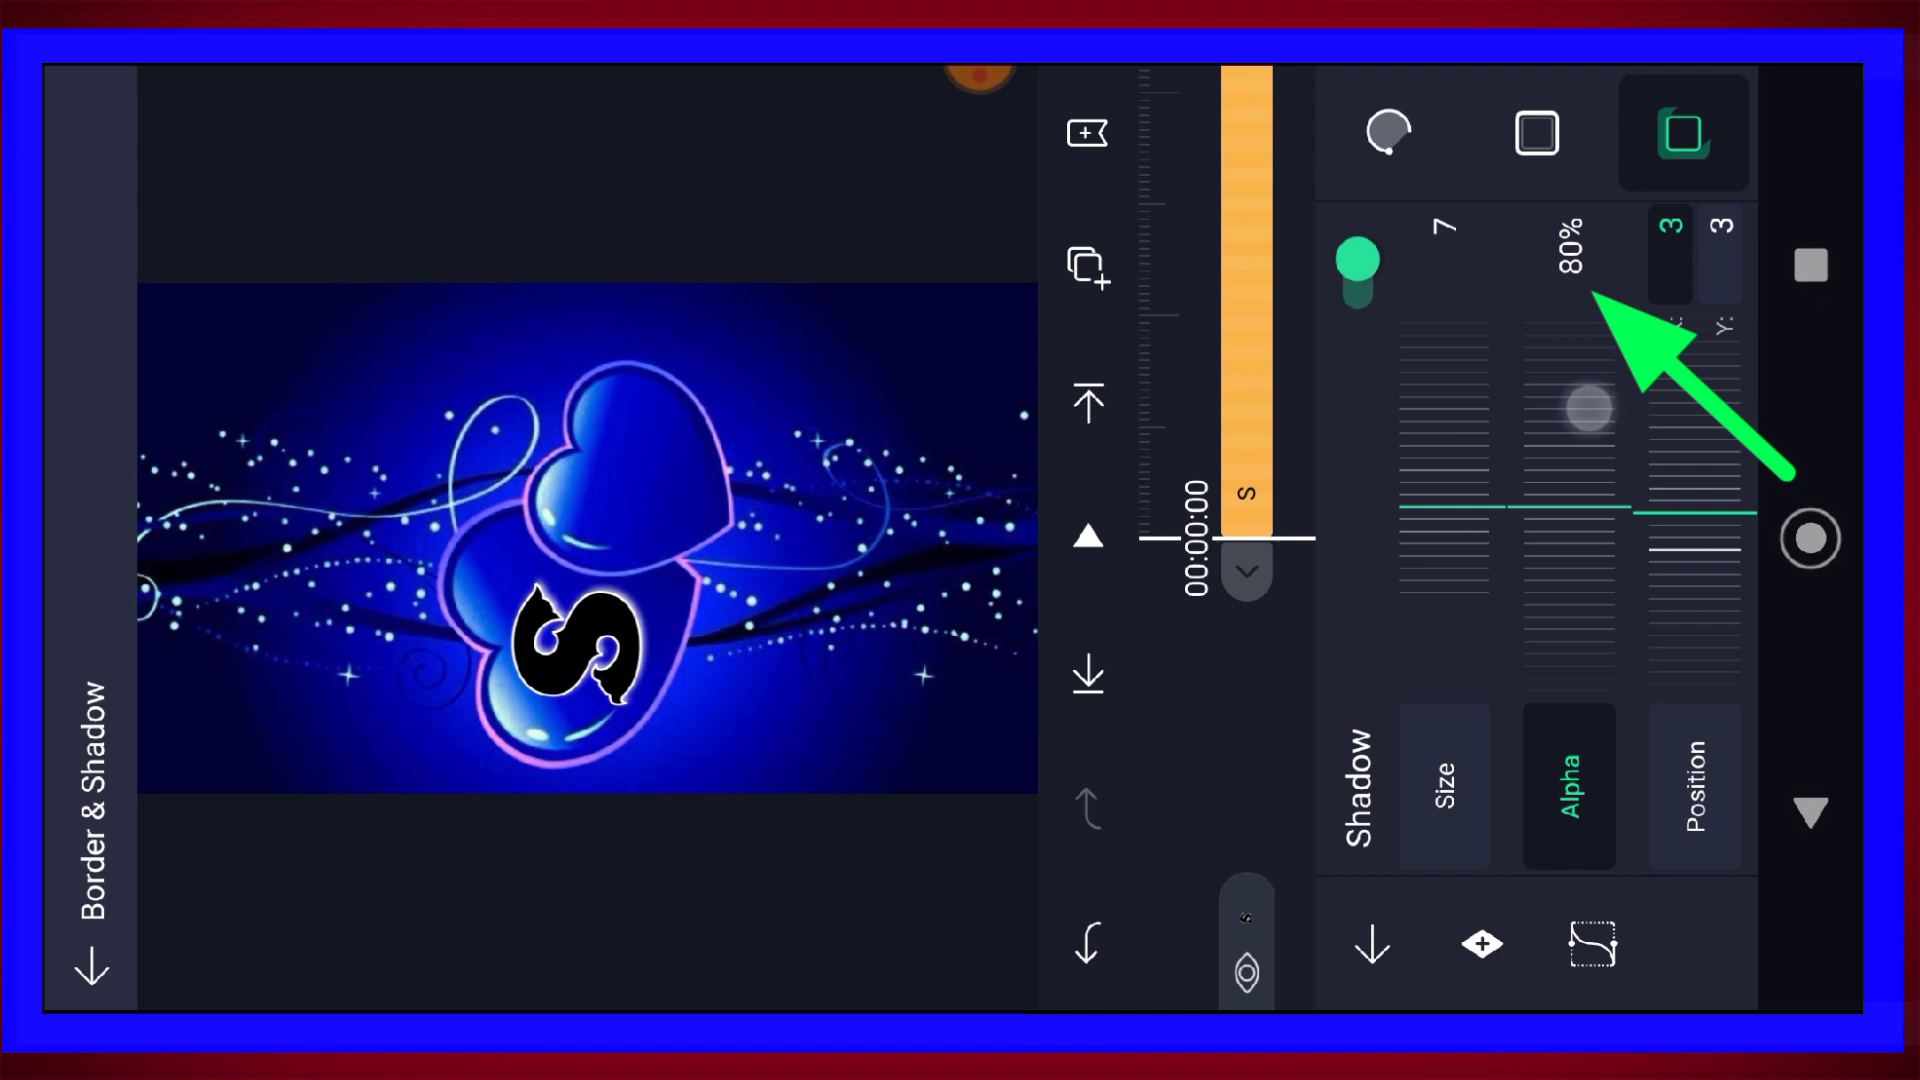 Border & Shadow
S
00:00:00
S
s
Shadow
Size
7
Alpha
80%
Position
3
Y: 3